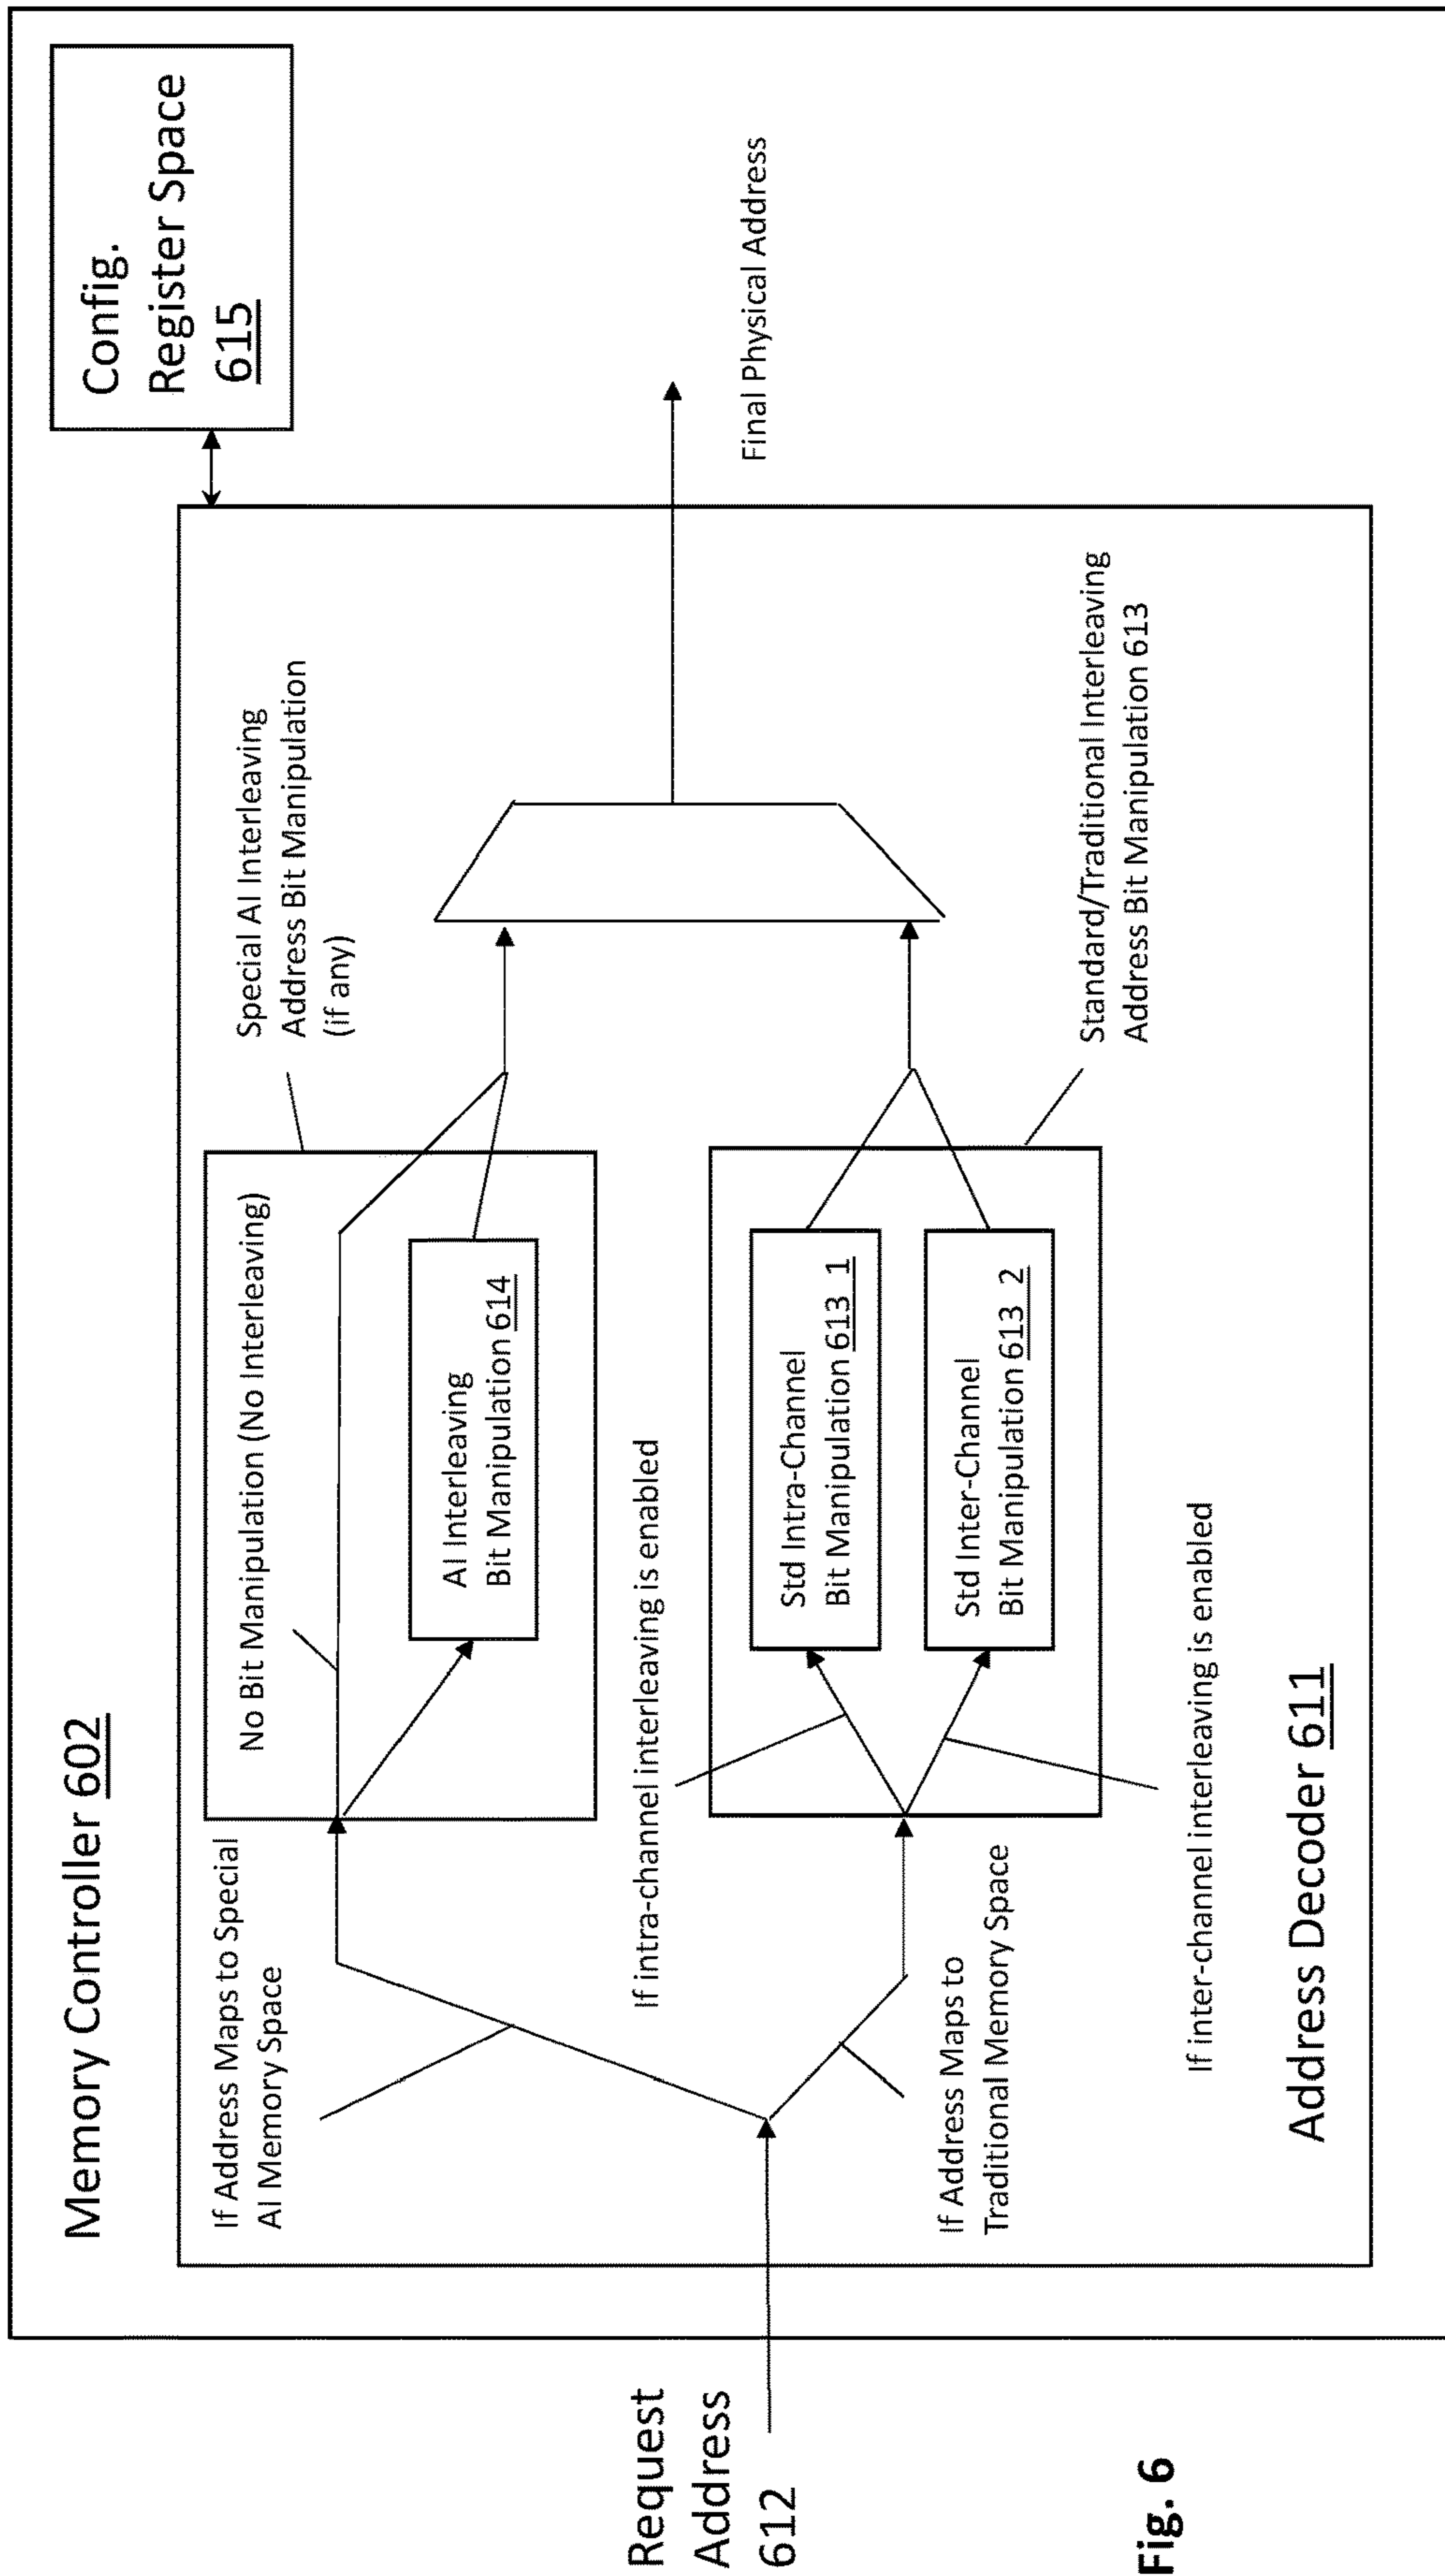 Memory Controller 602
Config.
Register Space
615
If Address Maps to Special
AI Memory Space
No Bit Manipulation (No Interleaving)
Special AI Interleaving
Address Bit Manipulation
(if any)
AI Interleaving
Bit Manipulation 614
Request
Address
612
If intra-channel interleaving is enabled
Final Physical Address
Std Intra-Channel
Bit Manipulation 613_1
Std Inter-Channel
Bit Manipulation 613_2
If Address Maps to
Traditional Memory Space
Standard/Traditional Interleaving
Address Bit Manipulation 613
If inter-channel interleaving is enabled
Address Decoder 611
Fig. 6